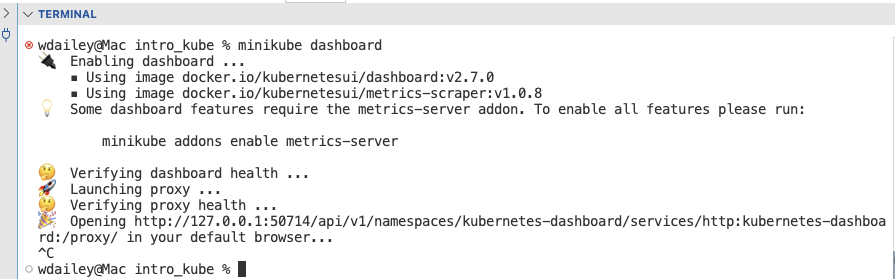 TERMINAL
wdailey@Mac intro_kube % minikube dashboard
🔌 Enabling dashboard ...
▪ Using image docker.io/kubernetesui/dashboard:v2.7.0
▪ Using image docker.io/kubernetesui/metrics-scraper:v1.0.8
💡 Some dashboard features require the metrics-server addon. To enable all features please run:
minikube addons enable metrics-server
🤔 Verifying dashboard health ...
🚀 Launching proxy ...
🤔 Verifying proxy health ...
🎉 Opening http://127.0.0.1:50714/api/v1/namespaces/kubernetes-dashboard/services/http:kubernetes-dashboa
rd:/proxy/ in your default browser...
^C
wdailey@Mac intro_kube %